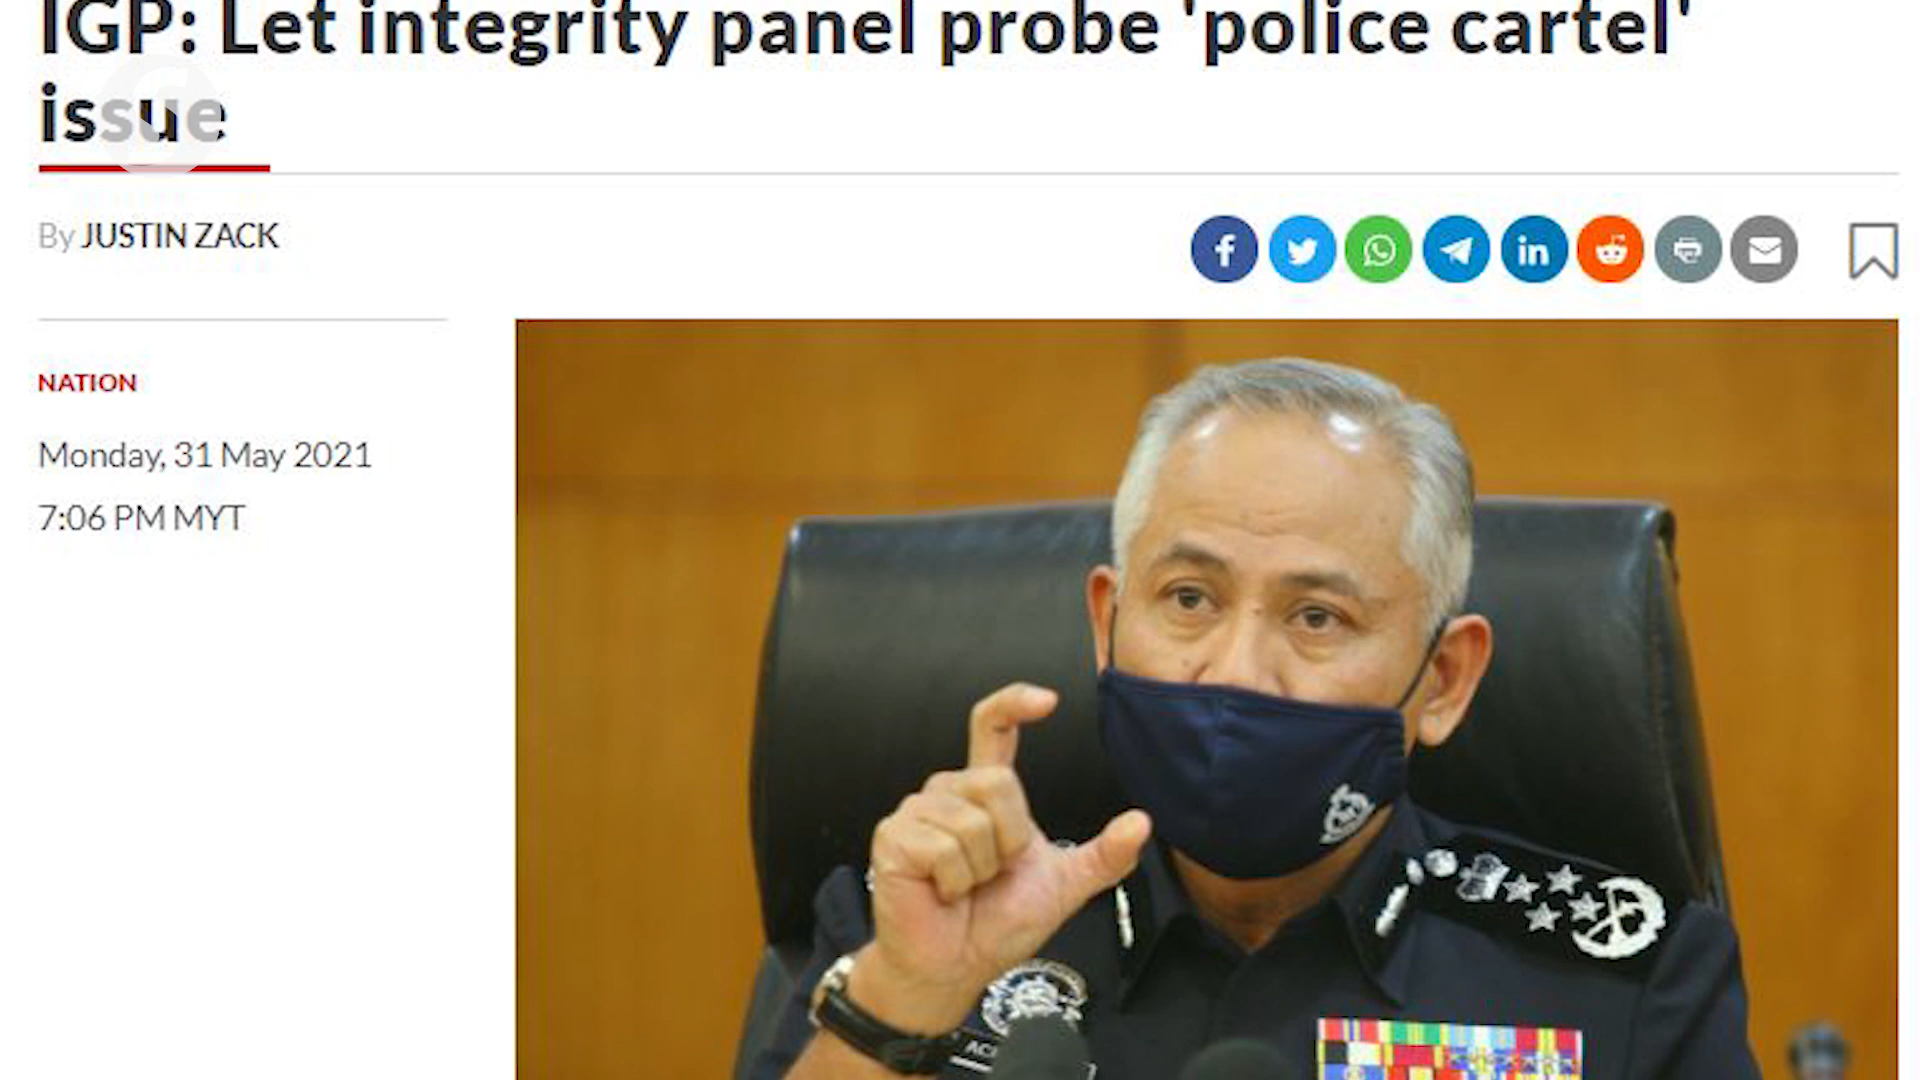 IGP: Let integrity panel probe 'police cartel'
issue
By JUSTIN ZACK
NATION
Monday, 31 May 2021
7:06 PM MYT